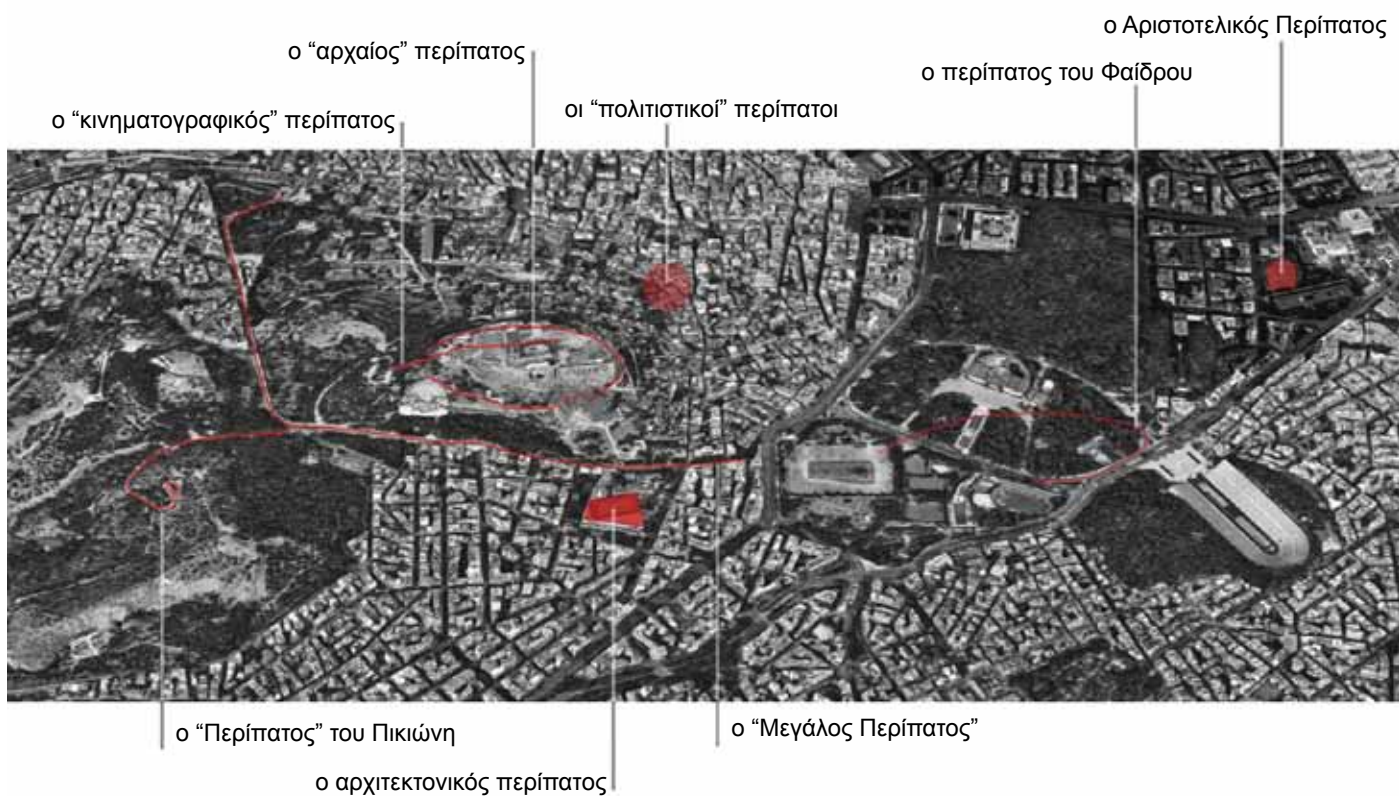 ο Αριστοτελικός Περίπατος
ο “αρχαίος” περίπατος
ο περίπατος του Φαίδρου
οι “πολιτιστικοί” περίπατοι
ο “κινηματογραφικός” περίπατος
ο “Περίπατος” του Πικιώνη
ο “Μεγάλος Περίπατος”
ο αρχιτεκτονικός περίπατος